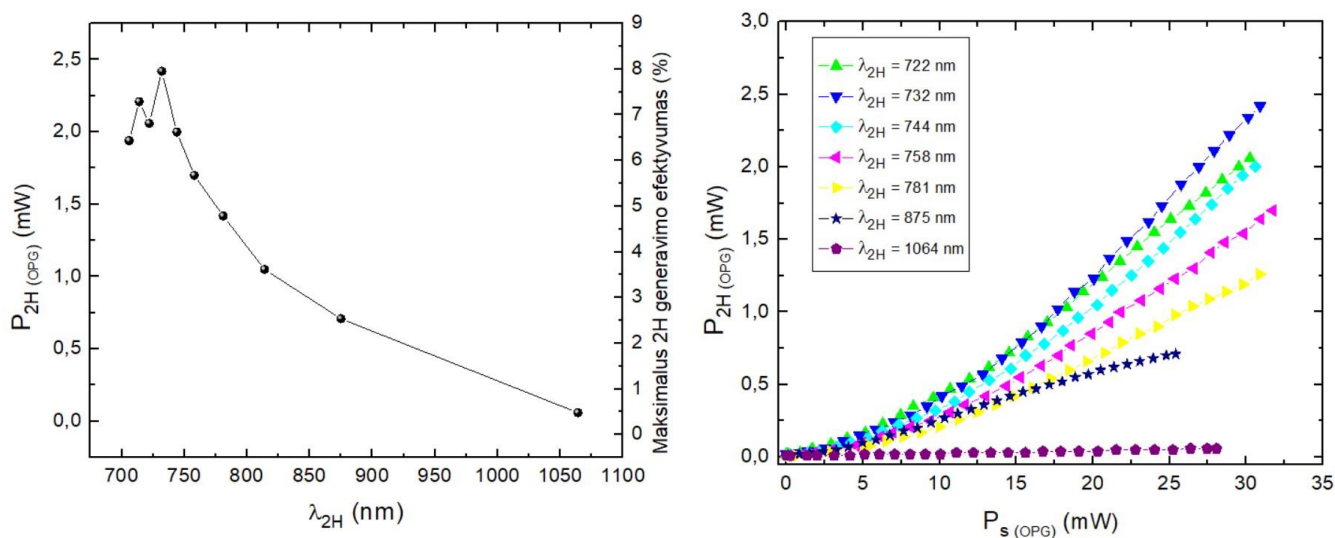 P2H (OPG) (mW)
2,5
2,0
1,5
1,0
0,5
0,0
700 750 800 850 900 950 1000 1050 1100
λ2H (nm)
9
8
7
6
5
4
3
2
1
0
Maksimalus 2H generavimo efektyvumas (%)
P2H (OPG) (mW)
3,0
2,5
2,0
1,5
1,0
0,5
0,0
λ2H = 722 nm
λ2H = 732 nm
λ2H = 744 nm
λ2H = 758 nm
λ2H = 781 nm
λ2H = 875 nm
λ2H = 1064 nm
0 5 10 15 20 25 30 35
Ps (OPG) (mW)